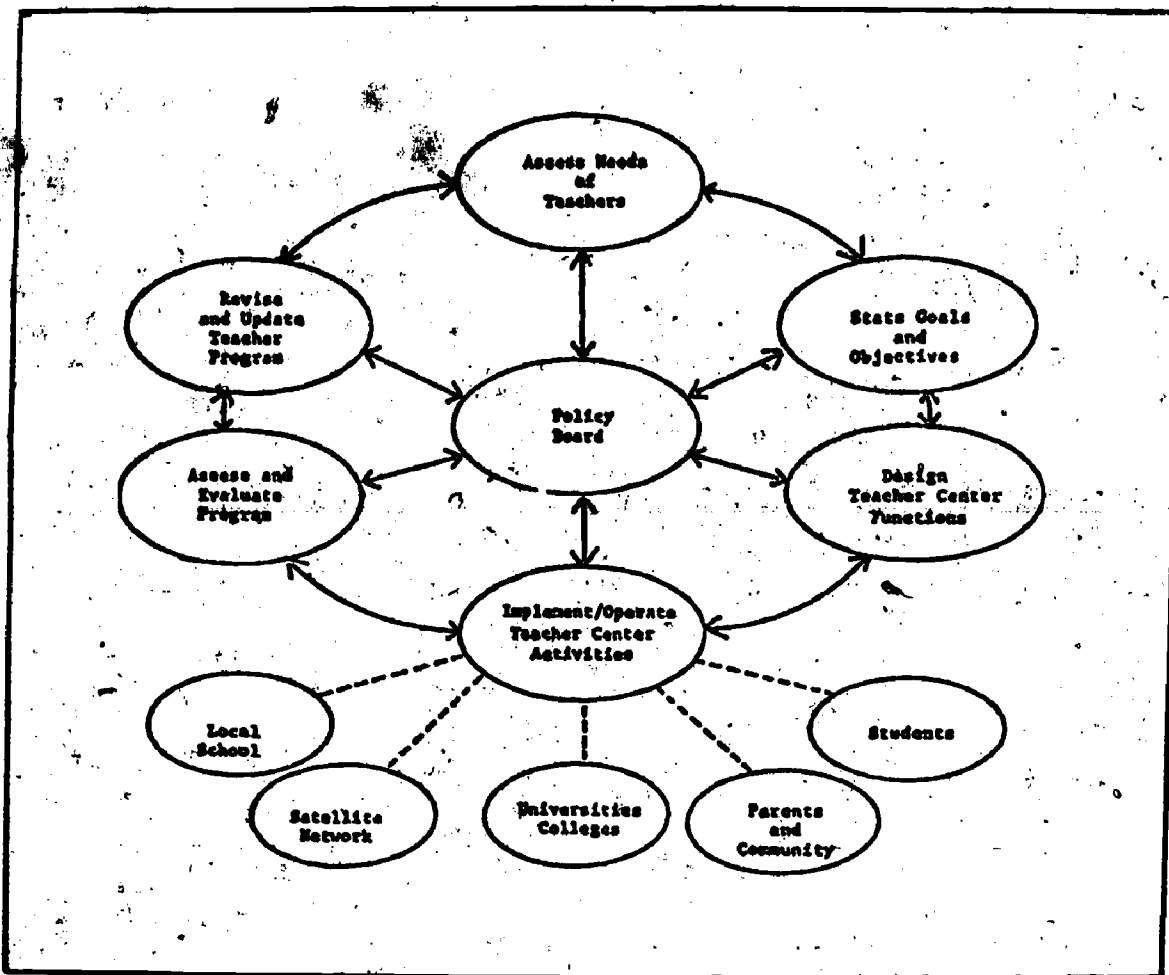 Assess Needs
of
Teachers
Revise
and Update
Teacher
Program
State Goals
and
Objectives
Policy
Board
Assess and
Evaluate
Program
Design
Teacher Center
Functions
Implement/Operate
Teacher Center
Activities
Local
School
Students
Satellite
Network
Universities
Colleges
Parents
and
Community